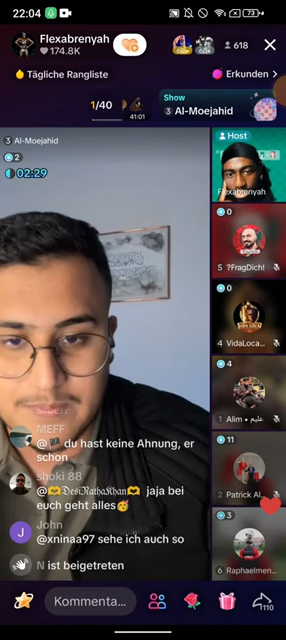 22:04
73
Flexabrenyah
174.8K
618
Tägliche Rangliste
Erkunden
1/40
41:01
Show
3 Al-Moejahid
3 Al-Moejahid
2
02:29
Host
Flexabrenyah
0
5 ?FragDich!
0
4 VidaLoca...
4
1 Alim • عليم
11
2 Patrick Al...
3
6 Raphaelmen...
MEFF
@🏴 du hast keine Ahnung, er
schon
shoki 88
@🫶𝔇𝔢𝔰𝔦𝔑𝔞𝔱𝔥𝔞𝔎𝔥𝔞𝔫🫶 jaja bei
euch geht alles🥳
J John
@xninaa97 sehe ich auch so
N ist beigetreten
Kommenta...
110